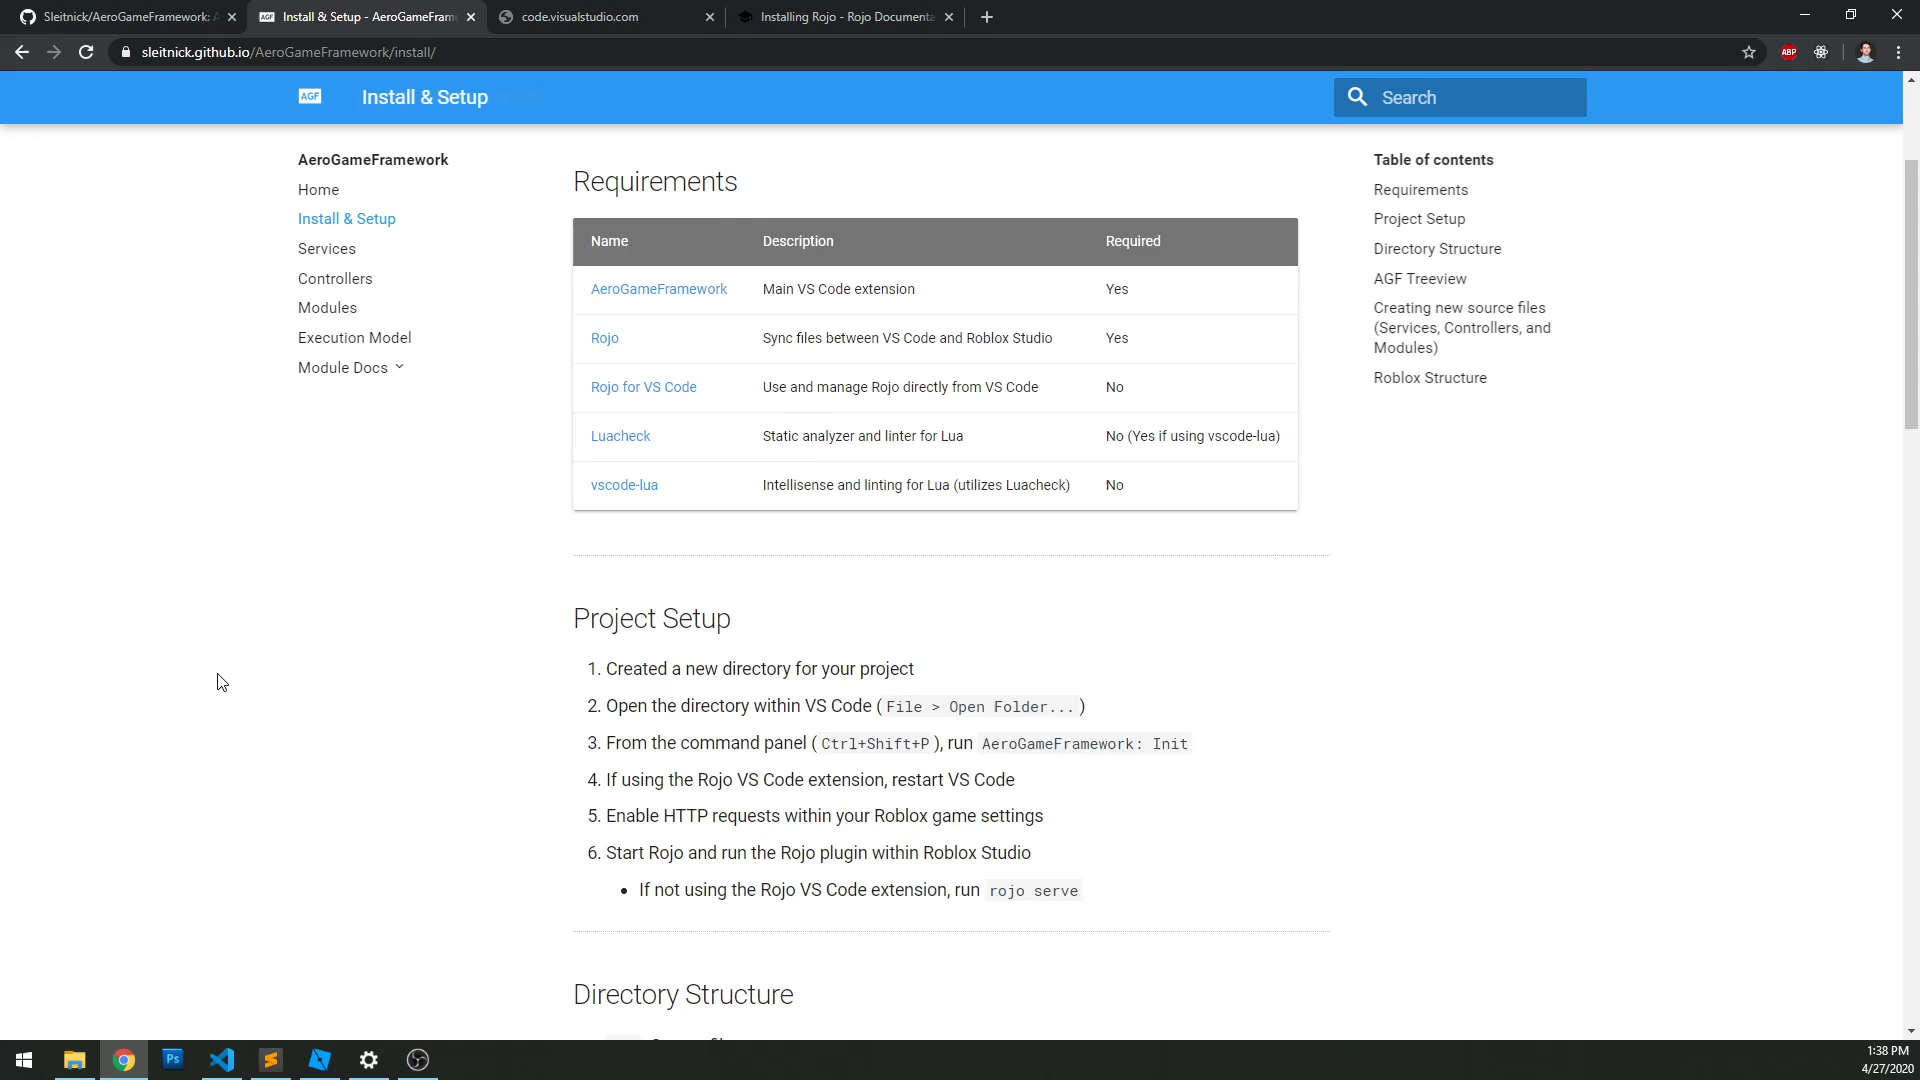 Sleitnick/AeroGameFramework: A
Install & Setup - AeroGameFram
code.visualstudio.com
Installing Rojo - Rojo Documenta
sleitnick.github.io/AeroGameFramework/install/
ABP
AGF
Install & Setup
Search
AeroGameFramework
Home
Install & Setup
Services
Controllers
Modules
Execution Model
Module Docs
Requirements
Name Description Required
AeroGameFramework Main VS Code extension Yes
Rojo Sync files between VS Code and Roblox Studio Yes
Rojo for VS Code Use and manage Rojo directly from VS Code No
Luacheck Static analyzer and linter for Lua No (Yes if using vscode-lua)
vscode-lua Intellisense and linting for Lua (utilizes Luacheck) No
Project Setup
1. Created a new directory for your project
2. Open the directory within VS Code ( File > Open Folder... )
3. From the command panel ( Ctrl+Shift+P ), run AeroGameFramework: Init
4. If using the Rojo VS Code extension, restart VS Code
5. Enable HTTP requests within your Roblox game settings
6. Start Rojo and run the Rojo plugin within Roblox Studio
• If not using the Rojo VS Code extension, run rojo serve
Directory Structure
Table of contents
Requirements
Project Setup
Directory Structure
AGF Treeview
Creating new source files
(Services, Controllers, and
Modules)
Roblox Structure
Ps
1:38 PM
4/27/2020